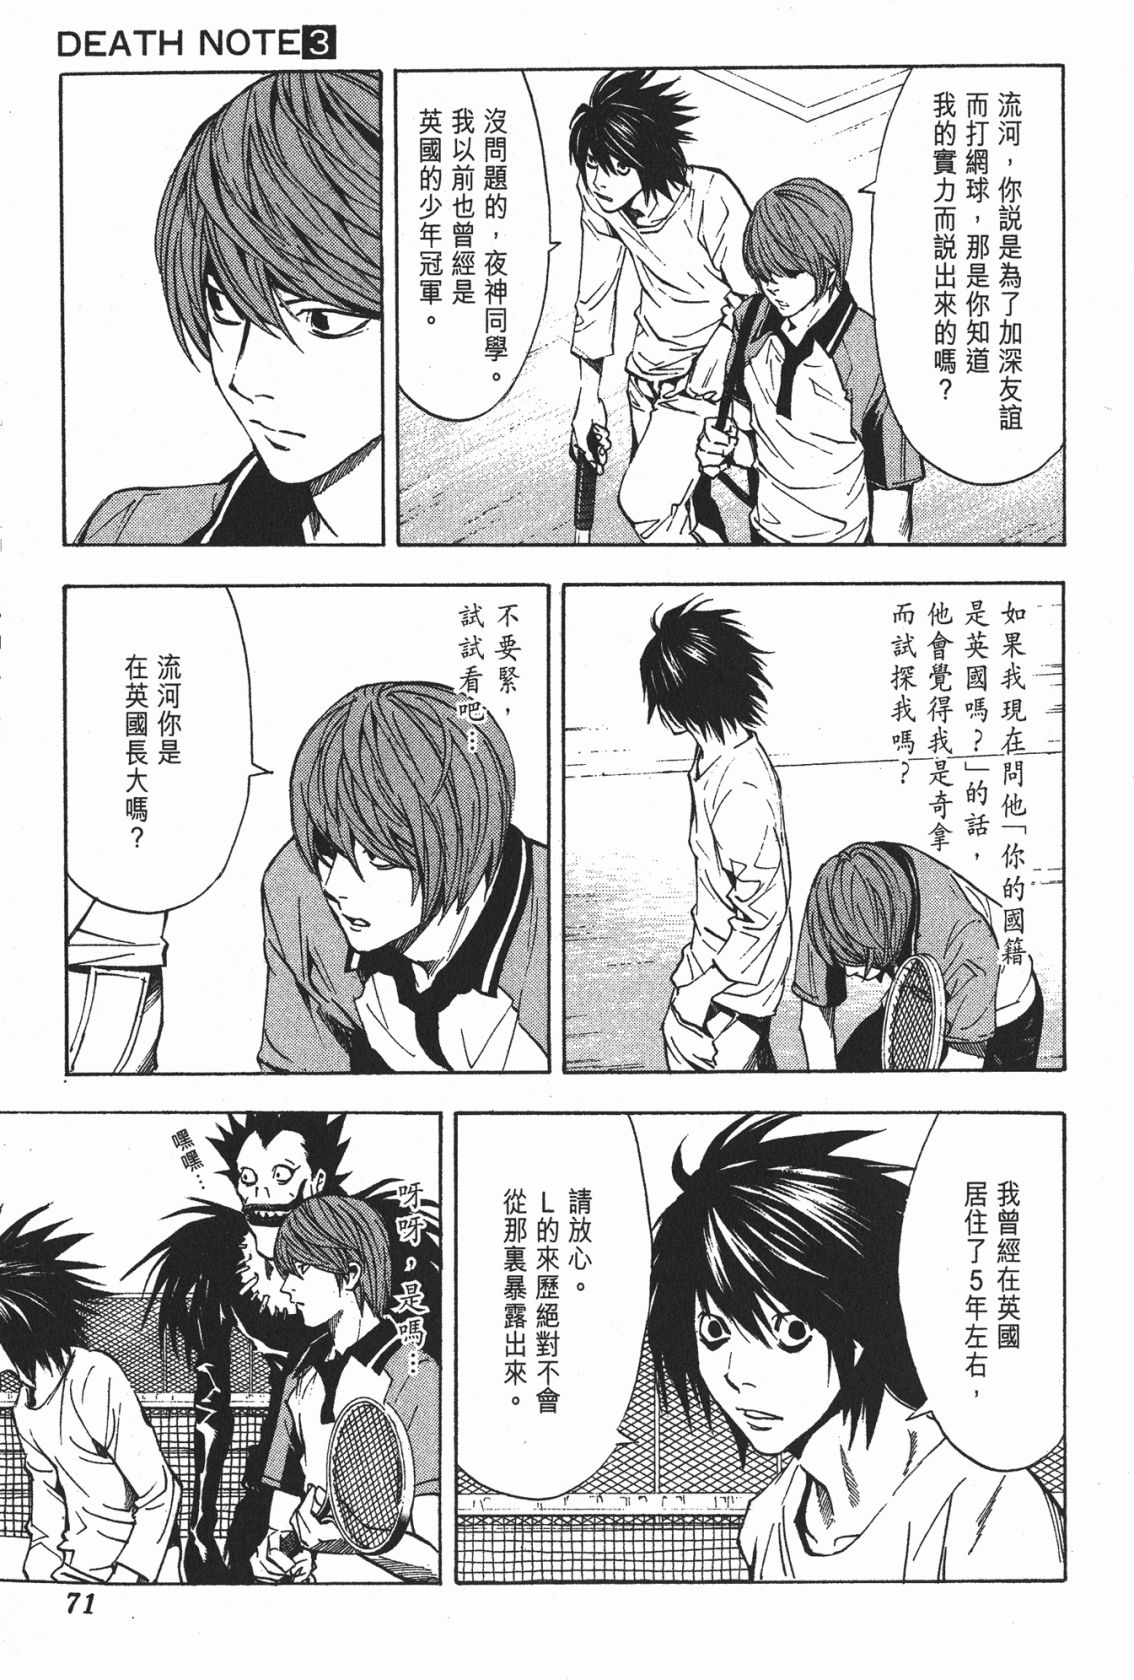 DEATH NOTE 3
流河，你說是為了加深友誼
而打網球，那是你知道
我的實力而說出來的嗎？
沒問題的，夜神同學。
我以前也曾經是
英國的少年冠軍。
如果我現在問他「你的國籍
是英國嗎？」的話，
他會覺得我是奇拿
而試探我嗎？
不要緊，
試試看吧…
流河你是
在英國長大嗎？
我曾經在英國
居住了5年左右，
請放心。
L的來歷絕對不會
從那裏暴露出來。
呀呀，是嗎…
嘿嘿…
71